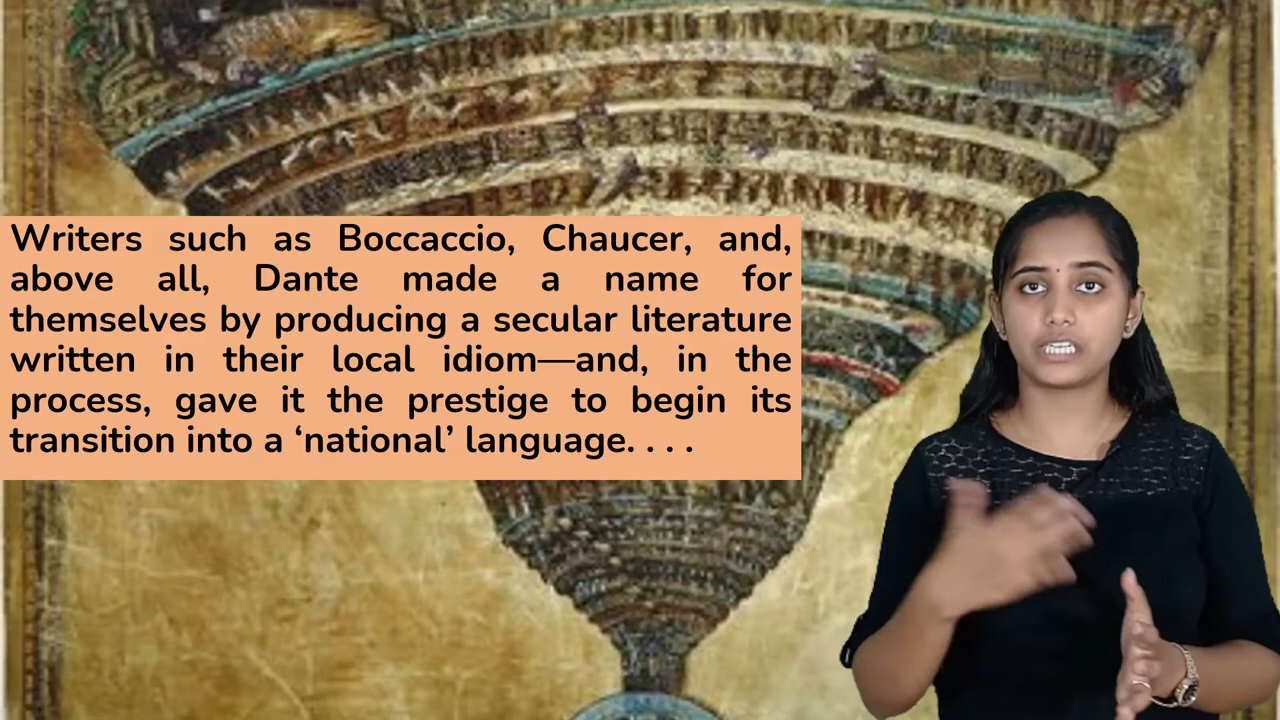 Writers such as Boccaccio, Chaucer, and,
above all, Dante made a name for
themselves by producing a secular literature
written in their local idiom—and, in the
process, gave it the prestige to begin its
transition into a ‘national’ language. . . .